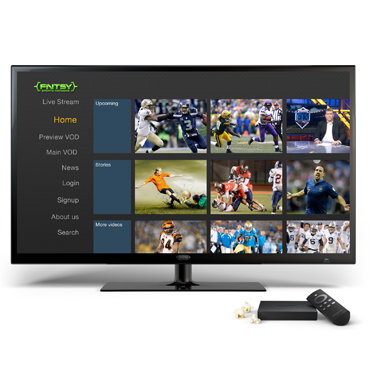 FNTSY
Live Stream
Home
Preview VOD
Main VOD
News
Login
Signup
About us
Search
Upcoming
Stories
More videos